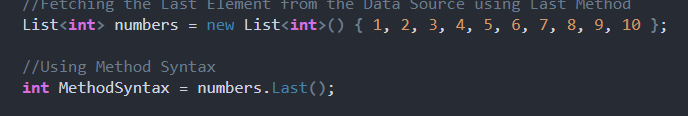 //Fetching the Last Element from the Data Source using Last Method
List<int> numbers = new List<int>() { 1, 2, 3, 4, 5, 6, 7, 8, 9, 10 };
//Using Method Syntax
int MethodSyntax = numbers.Last();